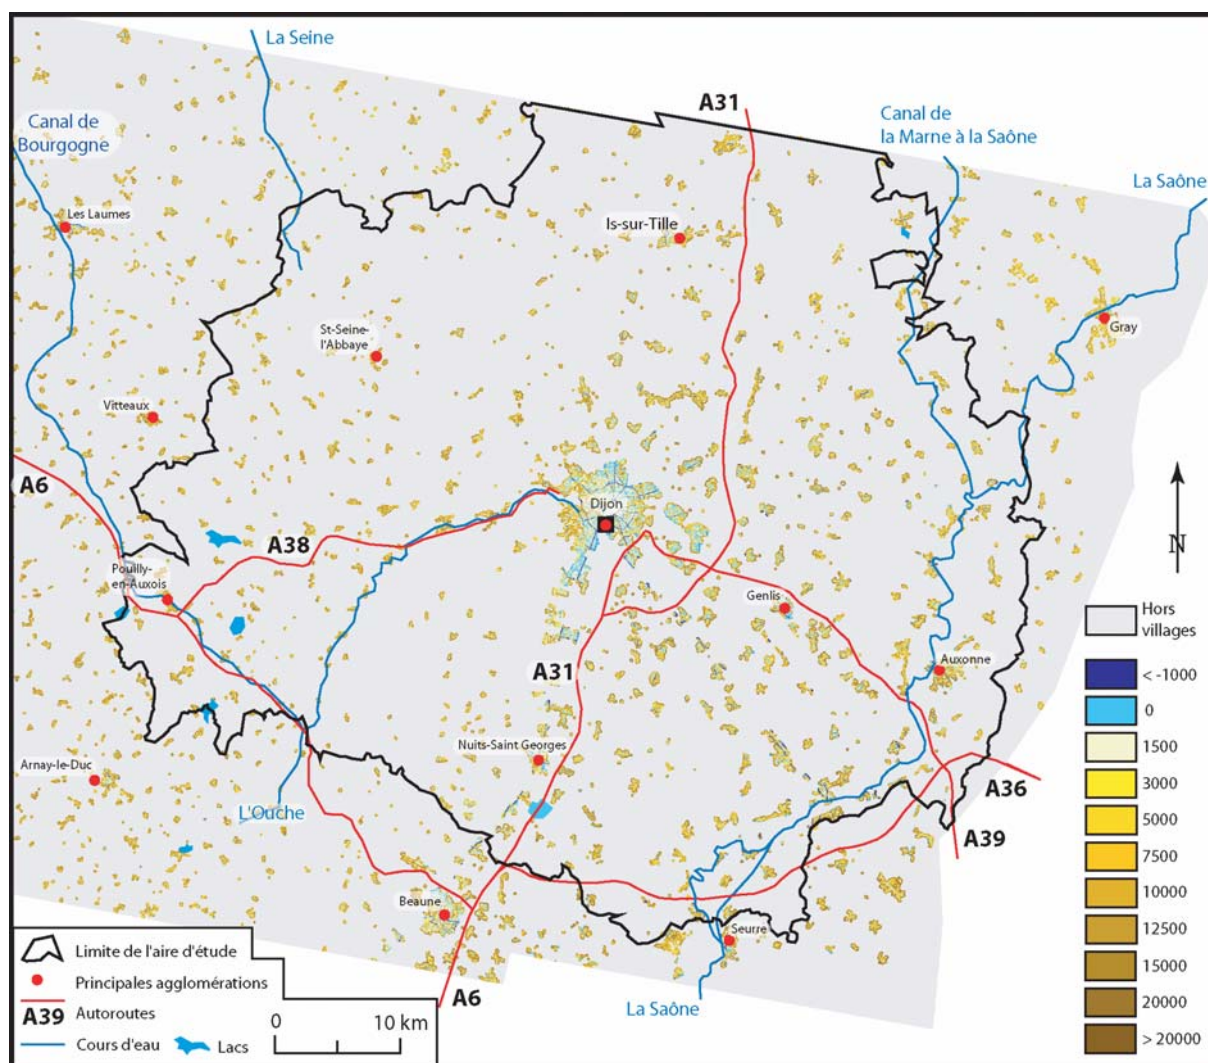 La Seine
A31
Canal de
la Marne à la Saône
Canal de
Bourgogne
La Saône
Les Laumes
Is-sur-Tille
St-Seine-
l'Abbaye
Gray
Vitteaux
A6
Dijon
A38
N
Pouilly-
en-Auxois
Genlis
Hors
villages
Auxonne
A31
< -1000
0
1500
3000
5000
7500
10000
12500
15000
20000
> 20000
Nuits-Saint Georges
Arnay-le-Duc
A36
L'Ouche
A39
Beaune
Seurre
A6
La Saône
Limite de l'aire d'étude
Principales agglomérations
A39 Autoroutes
Cours d'eau Lacs
0 10 km